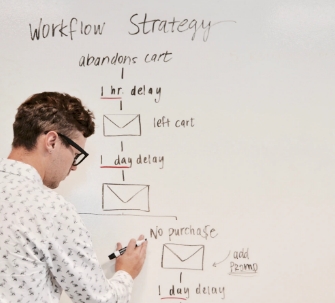 Workflow Strategy
abandons cart
1 hr. delay
left cart
1 day delay
No purchase
add
PROMO
1 day delay